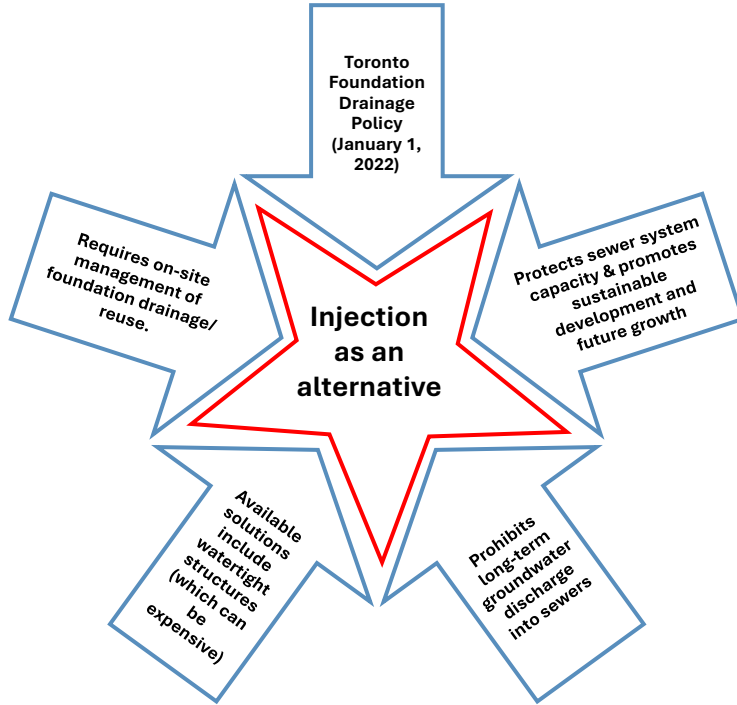 Toronto
Foundation
Drainage
Policy
(January 1,
2022)
Requires on-site
management of
foundation drainage/
reuse.
Protects sewer system
capacity & promotes
sustainable
development and
future growth
Injection
as an
alternative
Available
solutions
include
watertight
structures
(which can
be
expensive)
Prohibits
long-term
groundwater
discharge
into sewers